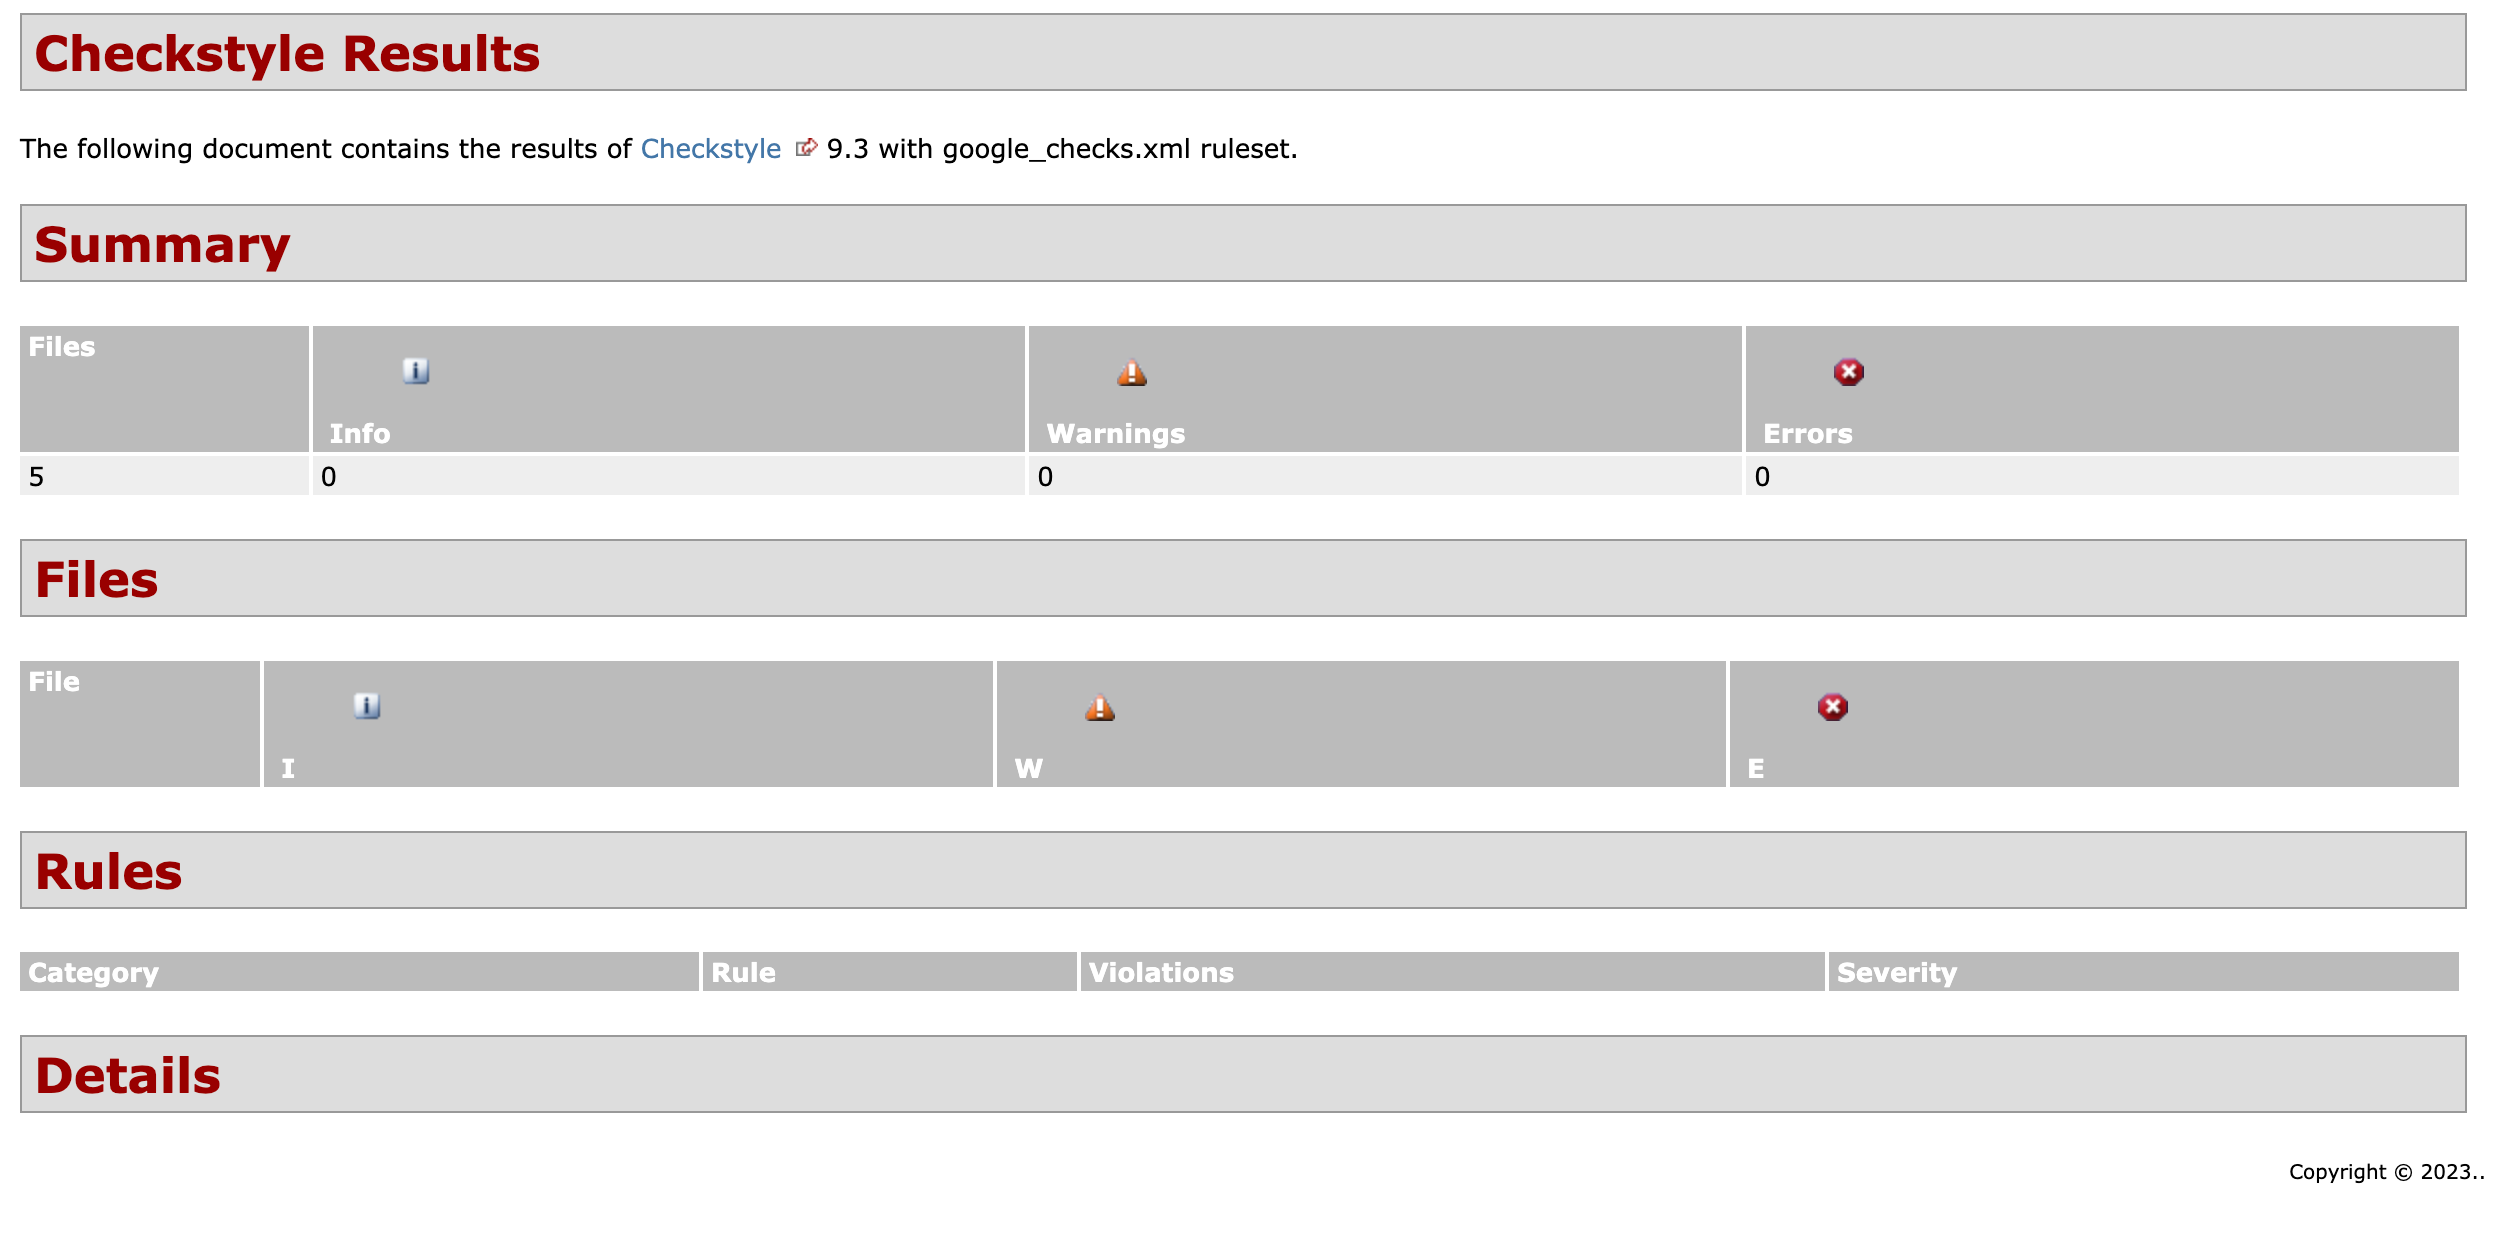 Checkstyle Results
The following document contains the results of Checkstyle 9.3 with google_checks.xml ruleset.
Summary
Files Info Warnings Errors
5 0 0 0
Files
File I W E
Rules
Category Rule Violations Severity
Details
Copyright © 2023..